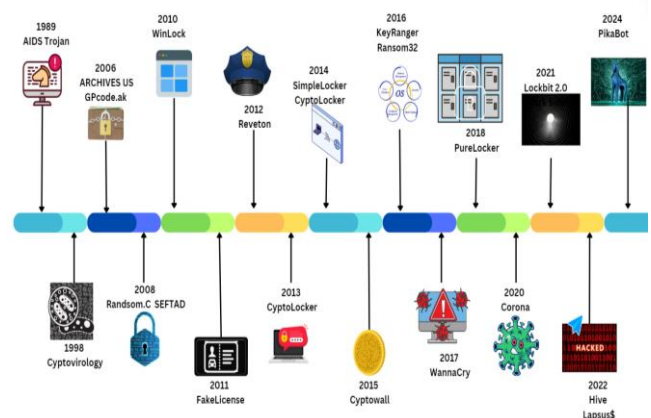 1989
AIDS Trojan
2006
ARCHIVES US
GPcode.ak
2010
WinLock
2012
Reveton
2014
SimpleLocker
CyptoLocker
2016
KeyRanger
Ransom32
OS
2018
PureLocker
2021
Lockbit 2.0
2024
PikaBot
1998
Cyptovirology
2008
Randsom.C SEFTAD
2011
FakeLicense
2013
CyptoLocker
2015
Cyptowall
2017
WannaCry
2020
Corona
HACKED
2022
Hive
Lapsus$